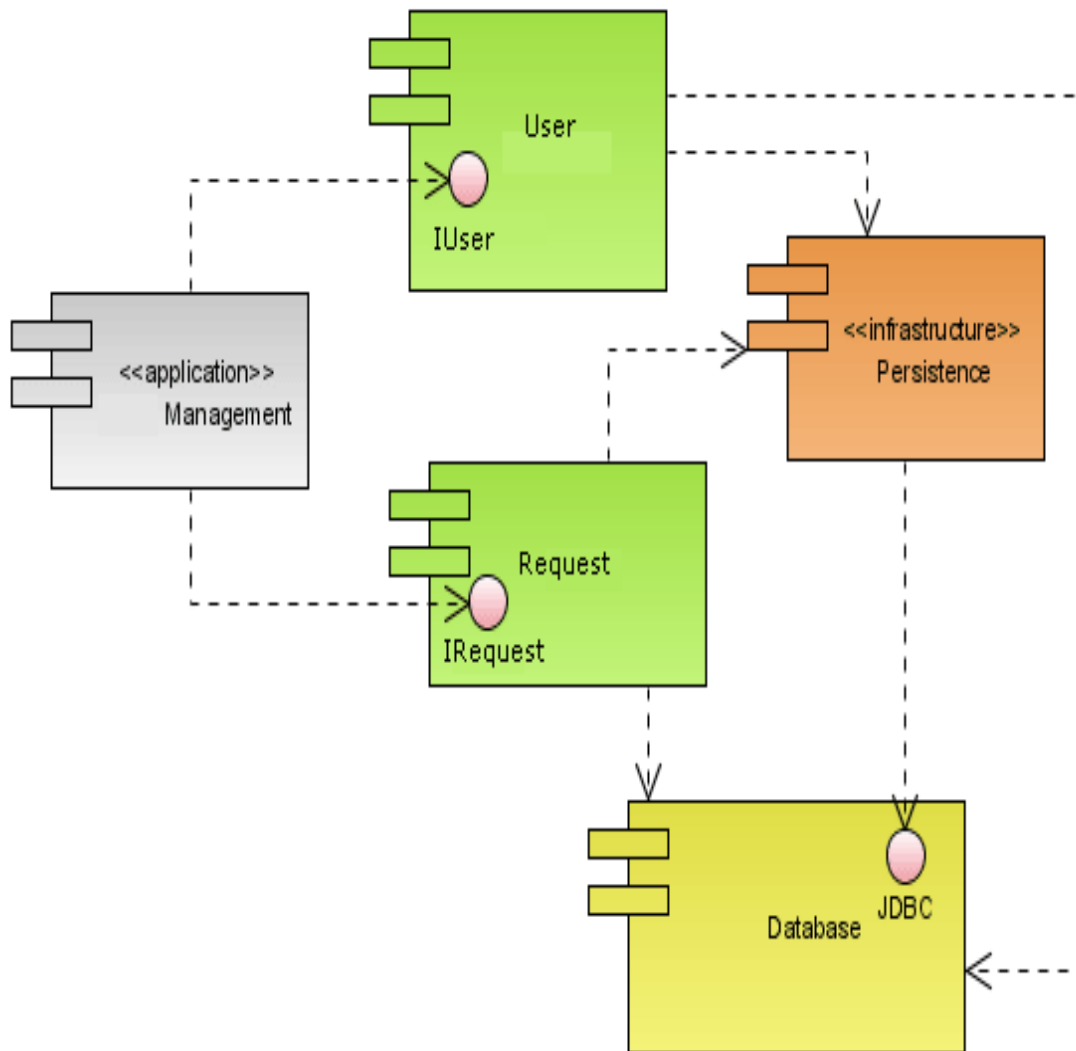 User
IUser
<<application>>
Management
<<infrastructure>>
Persistence
Request
IRequest
JDBC
Database